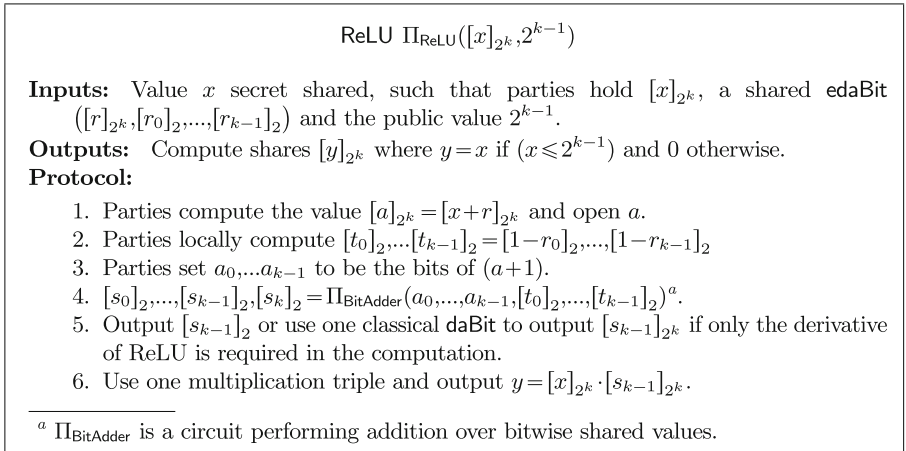 ReLU Π_ReLU([x]_{2^k},2^{k−1})
Inputs: Value x secret shared, such that parties hold [x]_{2^k}, a shared edaBit
([r]_{2^k},[r_0]_2,...,[r_{k−1}]_2) and the public value 2^{k−1}.
Outputs: Compute shares [y]_{2^k} where y=x if (x⩽2^{k−1}) and 0 otherwise.
Protocol:
1. Parties compute the value [a]_{2^k}=[x+r]_{2^k} and open a.
2. Parties locally compute [t_0]_2,...[t_{k−1}]_2=[1−r_0]_2,...,[1−r_{k−1}]_2
3. Parties set a_0,...a_{k−1} to be the bits of (a+1).
4. [s_0]_2,...,[s_{k−1}]_2,[s_k]_2=Π_BitAdder(a_0,...,a_{k−1},[t_0]_2,...,[t_{k−1}]_2)^a.
5. Output [s_{k−1}]_2 or use one classical daBit to output [s_{k−1}]_{2^k} if only the derivative
of ReLU is required in the computation.
6. Use one multiplication triple and output y=[x]_{2^k}·[s_{k−1}]_{2^k}.
^a Π_BitAdder is a circuit performing addition over bitwise shared values.